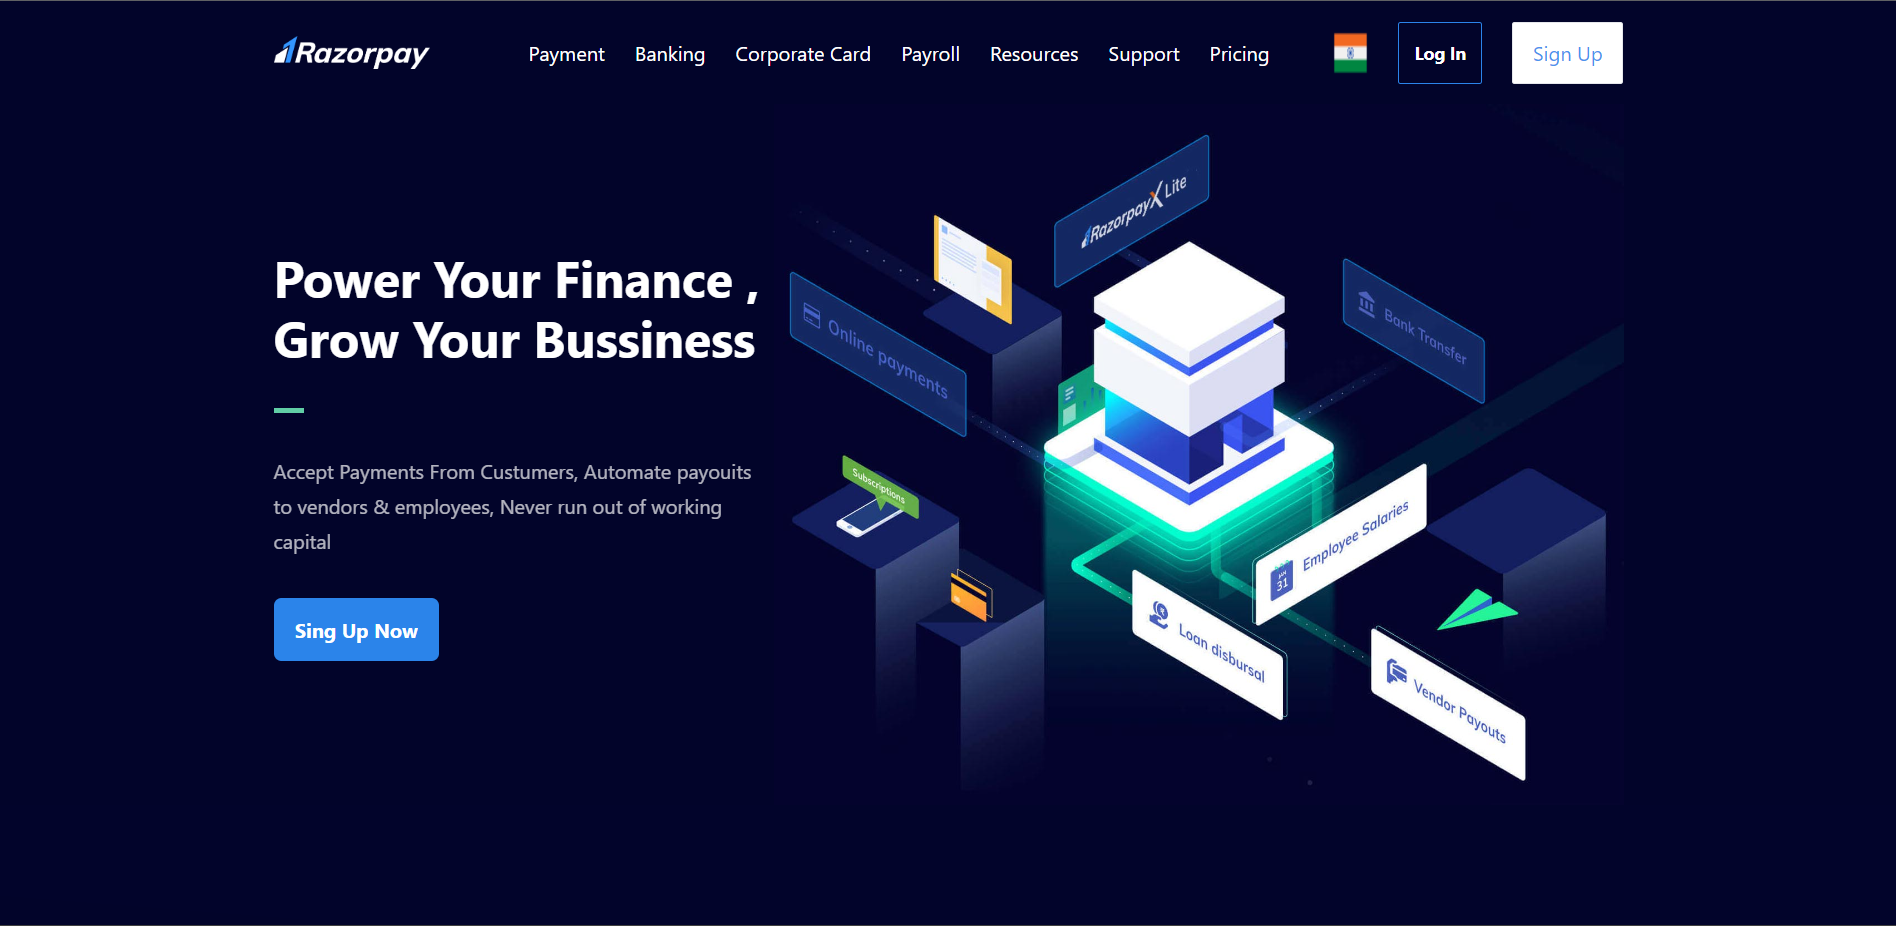 Razorpay
Payment Banking Corporate Card Payroll Resources Support Pricing
Log In
Sign Up
Power Your Finance ,
Grow Your Bussiness
Accept Payments From Custumers, Automate payouits
to vendors & employees, Never run out of working
capital
Sing Up Now
RazorpayX Lite
Online payments
Bank Transfer
Subscriptions
Employee Salaries
JAN
31
Loan disbursal
Vendor Payouts